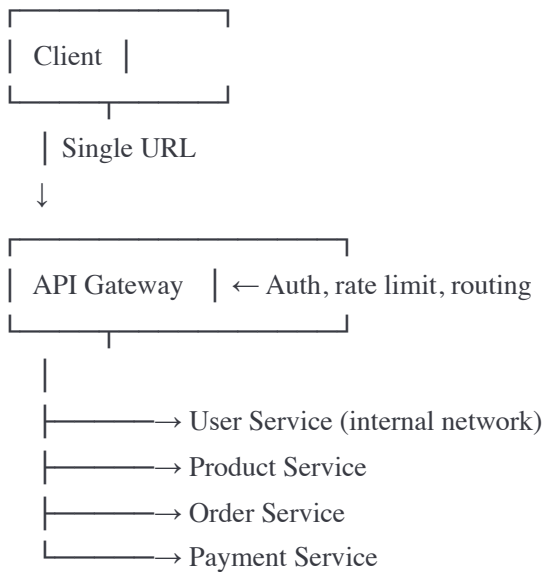 ┌─────────┐
│ Client │
└────┬─────┘
│ Single URL
↓
┌───────────────┐
│ API Gateway │ ← Auth, rate limit, routing
└────┬──────────┘
│
├─────→ User Service (internal network)
├─────→ Product Service
├─────→ Order Service
└─────→ Payment Service